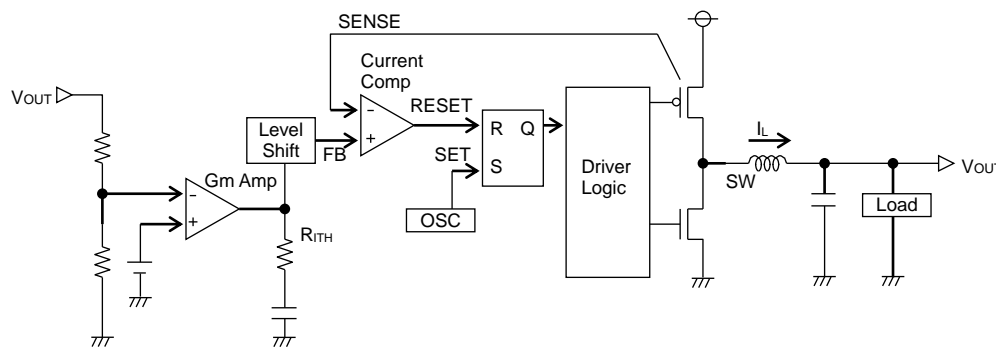 SENSE
Current
Comp
VOUT
RESET
Level
Shift
FB
SET
R Q
S
Driver
Logic
IL
SW
VOUT
Gm Amp
OSC
Load
RITH
-
+
-
+